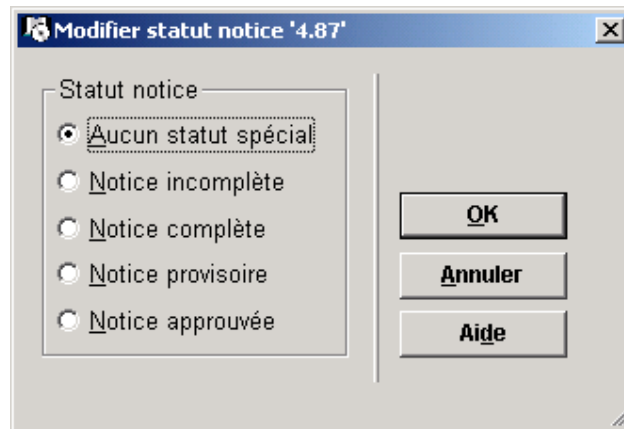 Modifier statut notice '4.87'
Statut notice
Aucun statut spécial
Notice incomplète
Notice complète
Notice provisoire
Notice approuvée
OK
Annuler
Aide